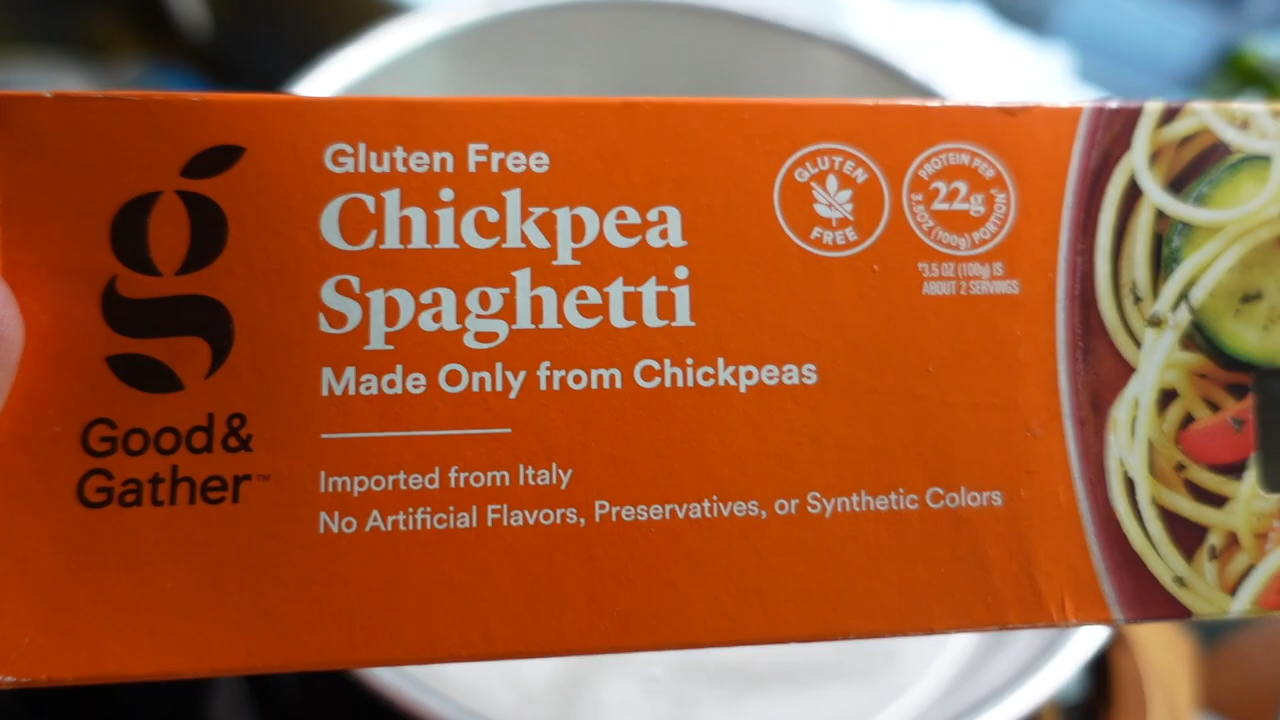 Good &
Gather™
Gluten Free
Chickpea
Spaghetti
Made Only from Chickpeas
Imported from Italy
No Artificial Flavors, Preservatives, or Synthetic Colors
GLUTEN
FREE
PROTEIN PER
22g
3.5OZ (100g) PORTION*
*3.5 OZ (100g) IS
ABOUT 2 SERVINGS